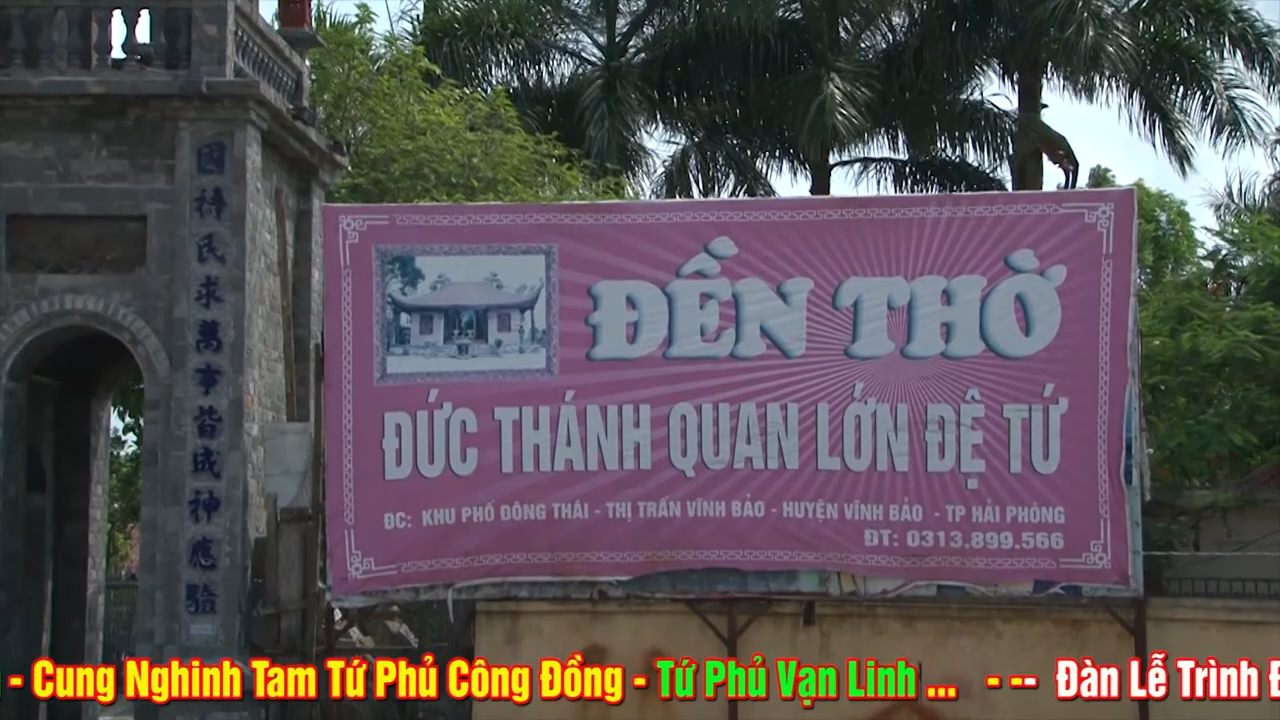 國禱民求萬事皆成神應驗
ĐỀN THỜ
ĐỨC THÁNH QUAN LỚN ĐỆ TỨ
ĐC: KHU PHỐ ĐÔNG THÁI - THỊ TRẤN VĨNH BẢO - HUYỆN VĨNH BẢO - TP HẢI PHÒNG
ĐT: 0313.899.566
- Cung Nghinh Tam Tứ Phủ Công Đồng - Tứ Phủ Vạn Linh ... - -- Đàn Lễ Trình